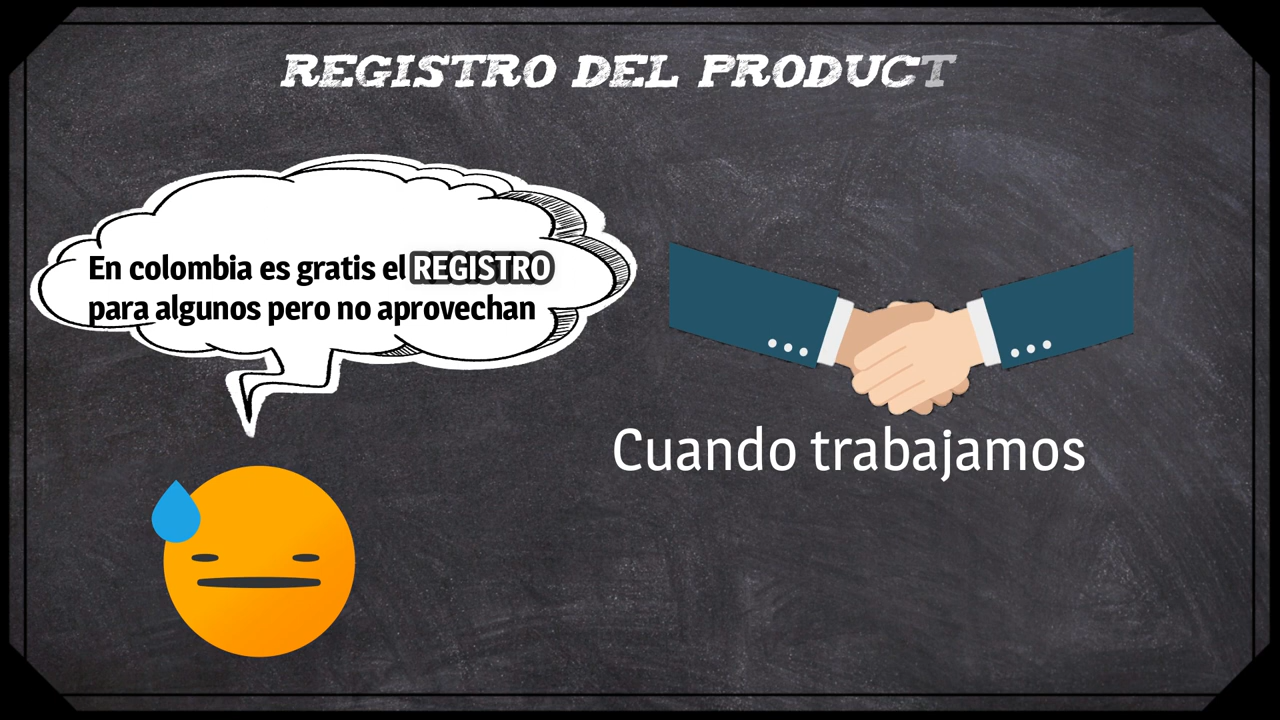 REGISTRO DEL PRODUCT
En colombia es gratis el REGISTRO
para algunos pero no aprovechan
Cuando trabajamos